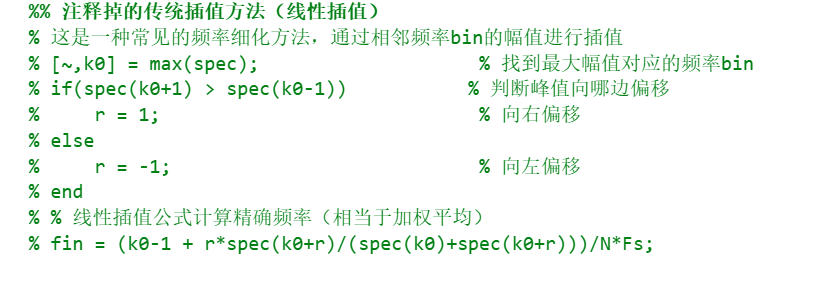 %% 注释掉的传统插值方法（线性插值）
% 这是一种常见的频率细化方法，通过相邻频率bin的幅值进行插值
% [~,k0] = max(spec); % 找到最大幅值对应的频率bin
% if(spec(k0+1) > spec(k0-1)) % 判断峰值向哪边偏移
% r = 1; % 向右偏移
% else
% r = -1; % 向左偏移
% end
% % 线性插值公式计算精确频率（相当于加权平均）
% fin = (k0-1 + r*spec(k0+r)/(spec(k0)+spec(k0+r)))/N*Fs;